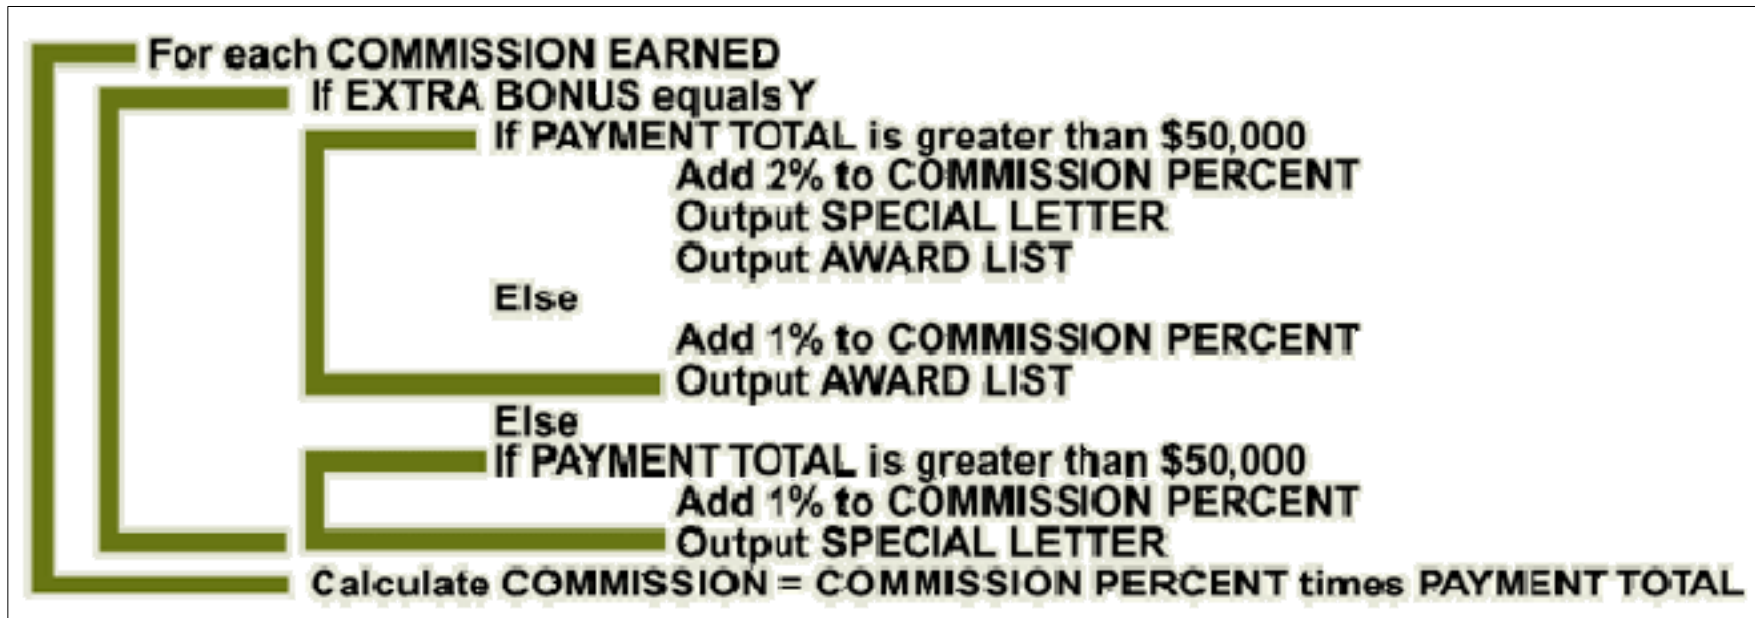 For each COMMISSION EARNED
If EXTRA BONUS equals Y
If PAYMENT TOTAL is greater than $50,000
Add 2% to COMMISSION PERCENT
Output SPECIAL LETTER
Output AWARD LIST
Else
Add 1% to COMMISSION PERCENT
Output AWARD LIST
Else
If PAYMENT TOTAL is greater than $50,000
Add 1% to COMMISSION PERCENT
Output SPECIAL LETTER
Calculate COMMISSION = COMMISSION PERCENT times PAYMENT TOTAL